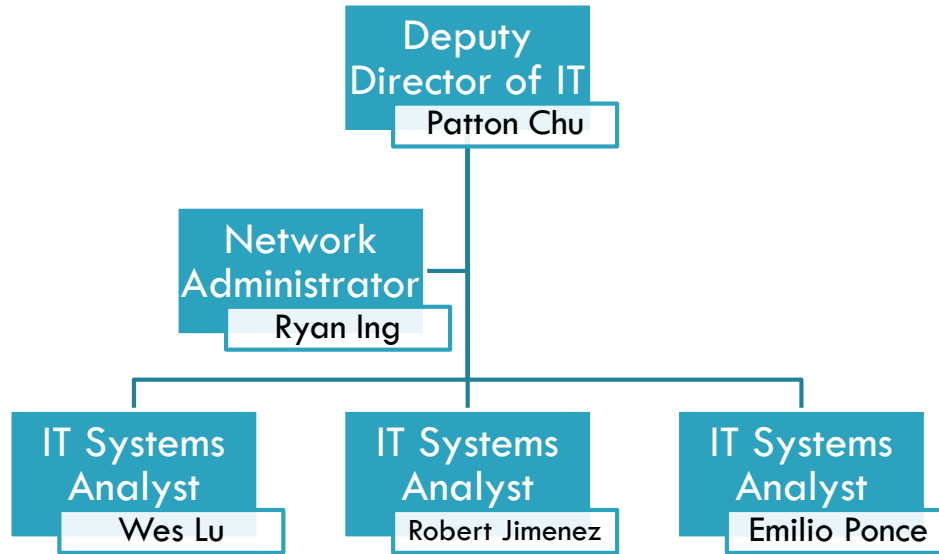 Deputy
Director of IT
Patton Chu
Network
Administrator
Ryan Ing
IT Systems
Analyst
Wes Lu
IT Systems
Analyst
Robert Jimenez
IT Systems
Analyst
Emilio Ponce